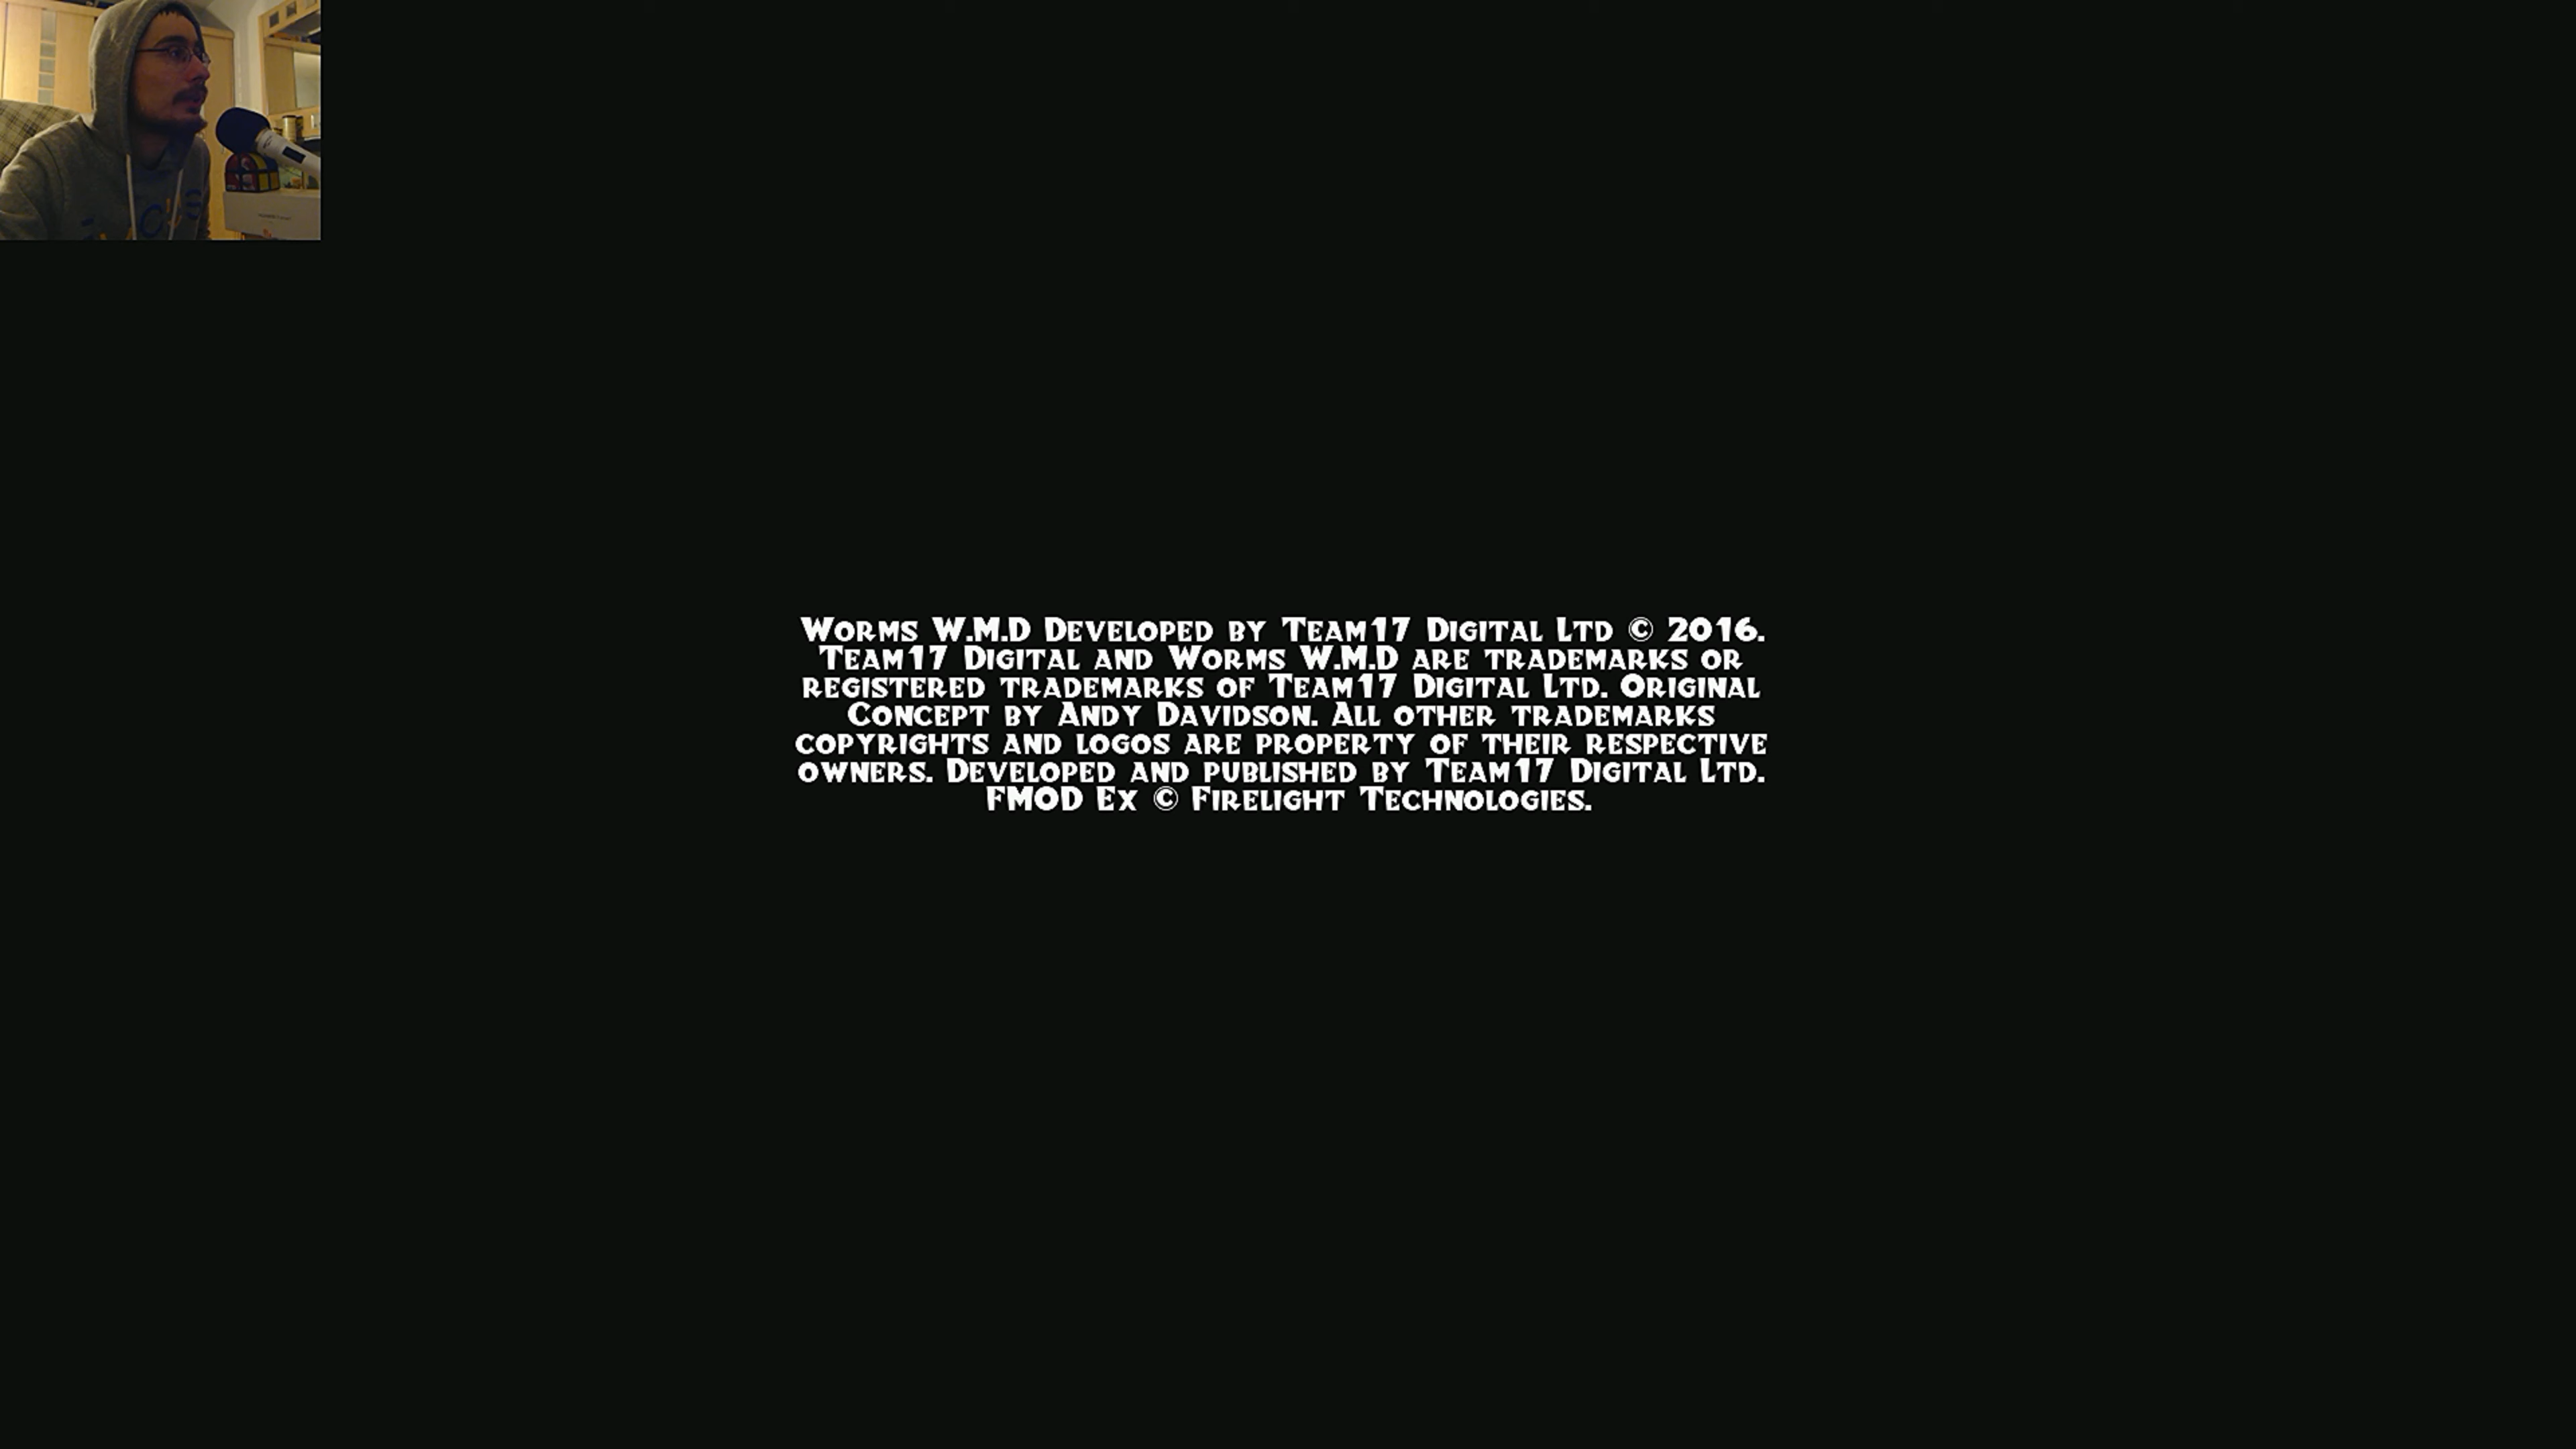 Worms W.M.D Developed by Team17 Digital Ltd © 2016.
Team17 Digital and Worms W.M.D are trademarks or
registered trademarks of Team17 Digital Ltd. Original
Concept by Andy Davidson. All other trademarks
copyrights and logos are property of their respective
owners. Developed and published by Team17 Digital Ltd.
FMOD Ex © Firelight Technologies.